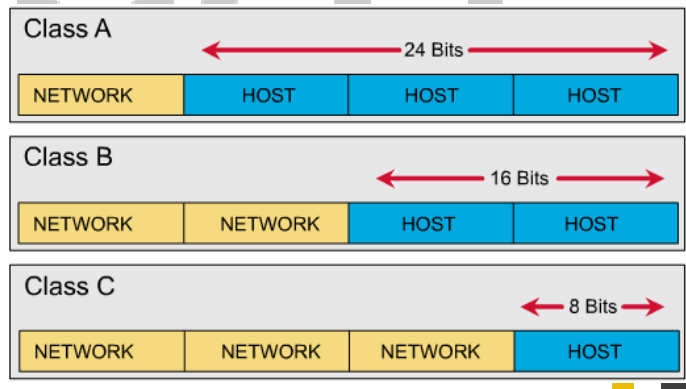 Class A
24 Bits
NETWORK HOST HOST HOST
Class B
16 Bits
NETWORK NETWORK HOST HOST
Class C
8 Bits
NETWORK NETWORK NETWORK HOST